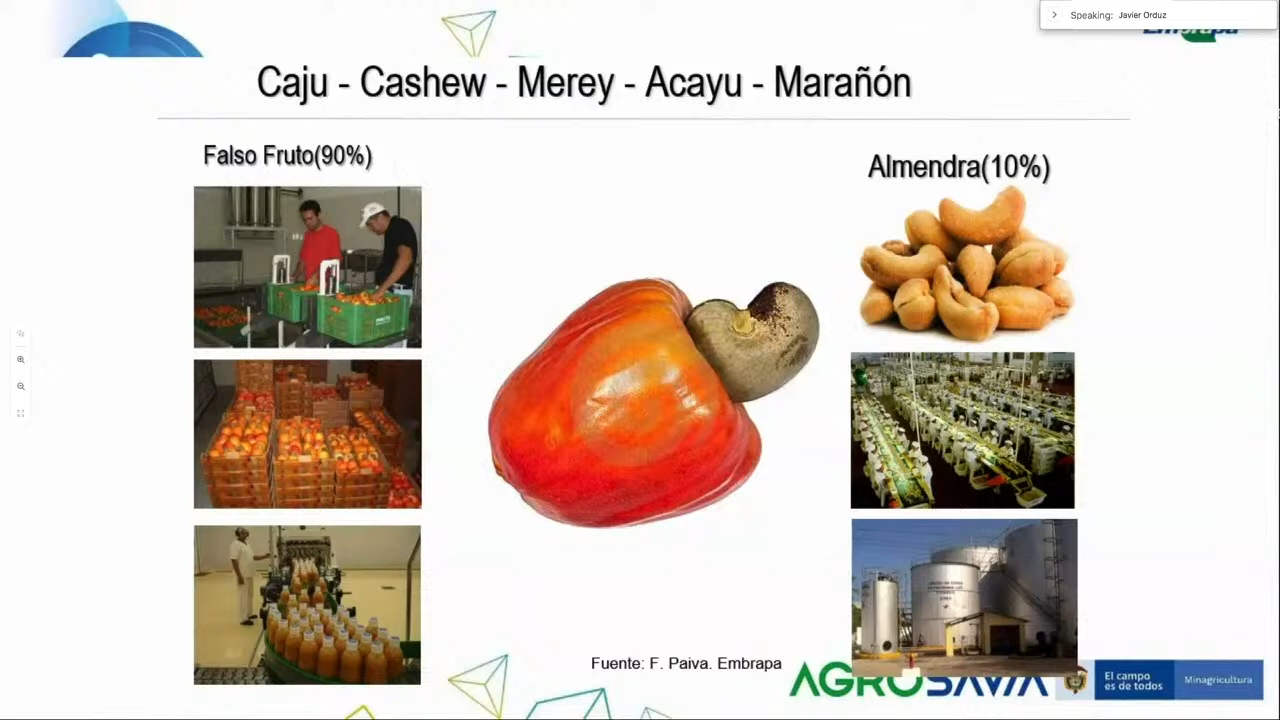 Speaking: Javier Orduz
Embrapa
Caju - Cashew - Merey - Acayu - Marañón
Falso Fruto(90%)
Almendra(10%)
Fuente: F. Paiva. Embrapa
AGROSAVIA
El campo
es de todos
Minagricultura